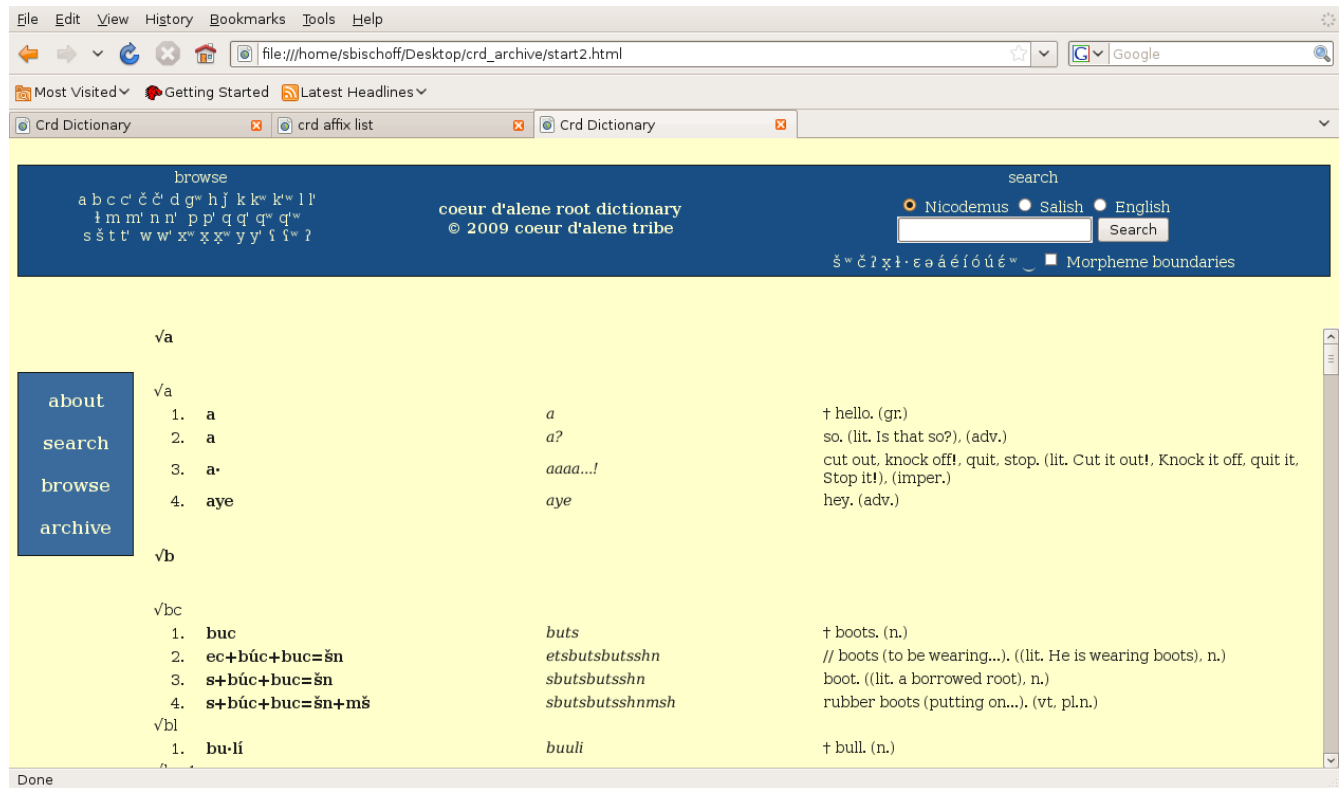 File Edit View History Bookmarks Tools Help
file:///home/sbischoff/Desktop/crd_archive/start2.html
G Google
Most Visited Getting Started Latest Headlines
Crd Dictionary crd affix list Crd Dictionary
browse
a b c c' č č' d gʷ h ǰ k kʷ k'ʷ l l'
ɫ m m' n n' p p' q q' qʷ q'ʷ
s š t t' w w' xʷ x̣ x̣ʷ y y' ʕ ʕʷ ʔ
coeur d'alene root dictionary
© 2009 coeur d'alene tribe
search
Nicodemus Salish English
Search
š ʷ č ʔ x̣ ɫ · ɛ ə á é í ó ú έ ʷ ‿ Morpheme boundaries
about
search
browse
archive
√a
√a
1. a a † hello. (gr.)
2. a a? so. (lit. Is that so?), (adv.)
3. a· aaaa...! cut out, knock off!, quit, stop. (lit. Cut it out!, Knock it off, quit it,
Stop it!), (imper.)
4. aye aye hey. (adv.)
√b
√bc
1. buc buts † boots. (n.)
2. ec+búc+buc=šn etsbutsbutsshn // boots (to be wearing...). ((lit. He is wearing boots), n.)
3. s+búc+buc=šn sbutsbutsshn boot. ((lit. a borrowed root), n.)
4. s+búc+buc=šn+mš sbutsbutsshnmsh rubber boots (putting on...). (vt, pl.n.)
√bl
1. bu·lí buuli † bull. (n.)
Done